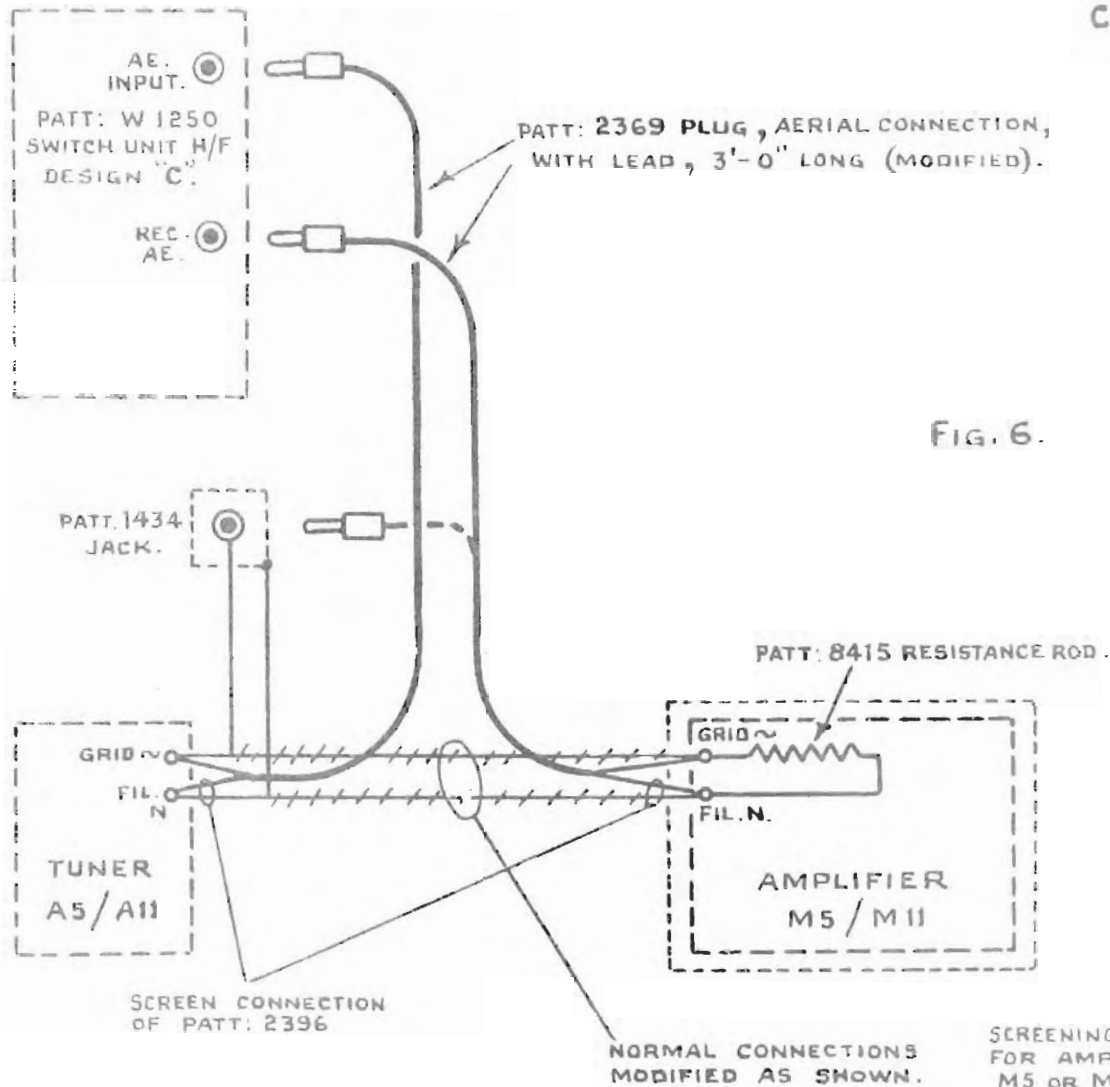 C
AE.
INPUT.
PATT: W 1250
SWITCH UNIT H/F
DESIGN "C".
REC.
AE.
PATT: 2369 PLUG, AERIAL CONNECTION,
WITH LEAD, 3'-0" LONG (MODIFIED).
FIG. 6.
PATT. 1434
JACK.
PATT: 8415 RESISTANCE ROD.
GRID ~
FIL.
N
TUNER
A5/A11
GRID ~
FIL. N.
AMPLIFIER
M5/M11
SCREEN CONNECTION
OF PATT: 2396
NORMAL CONNECTIONS
MODIFIED AS SHOWN.
SCREENING
FOR AMP
M5 OR M